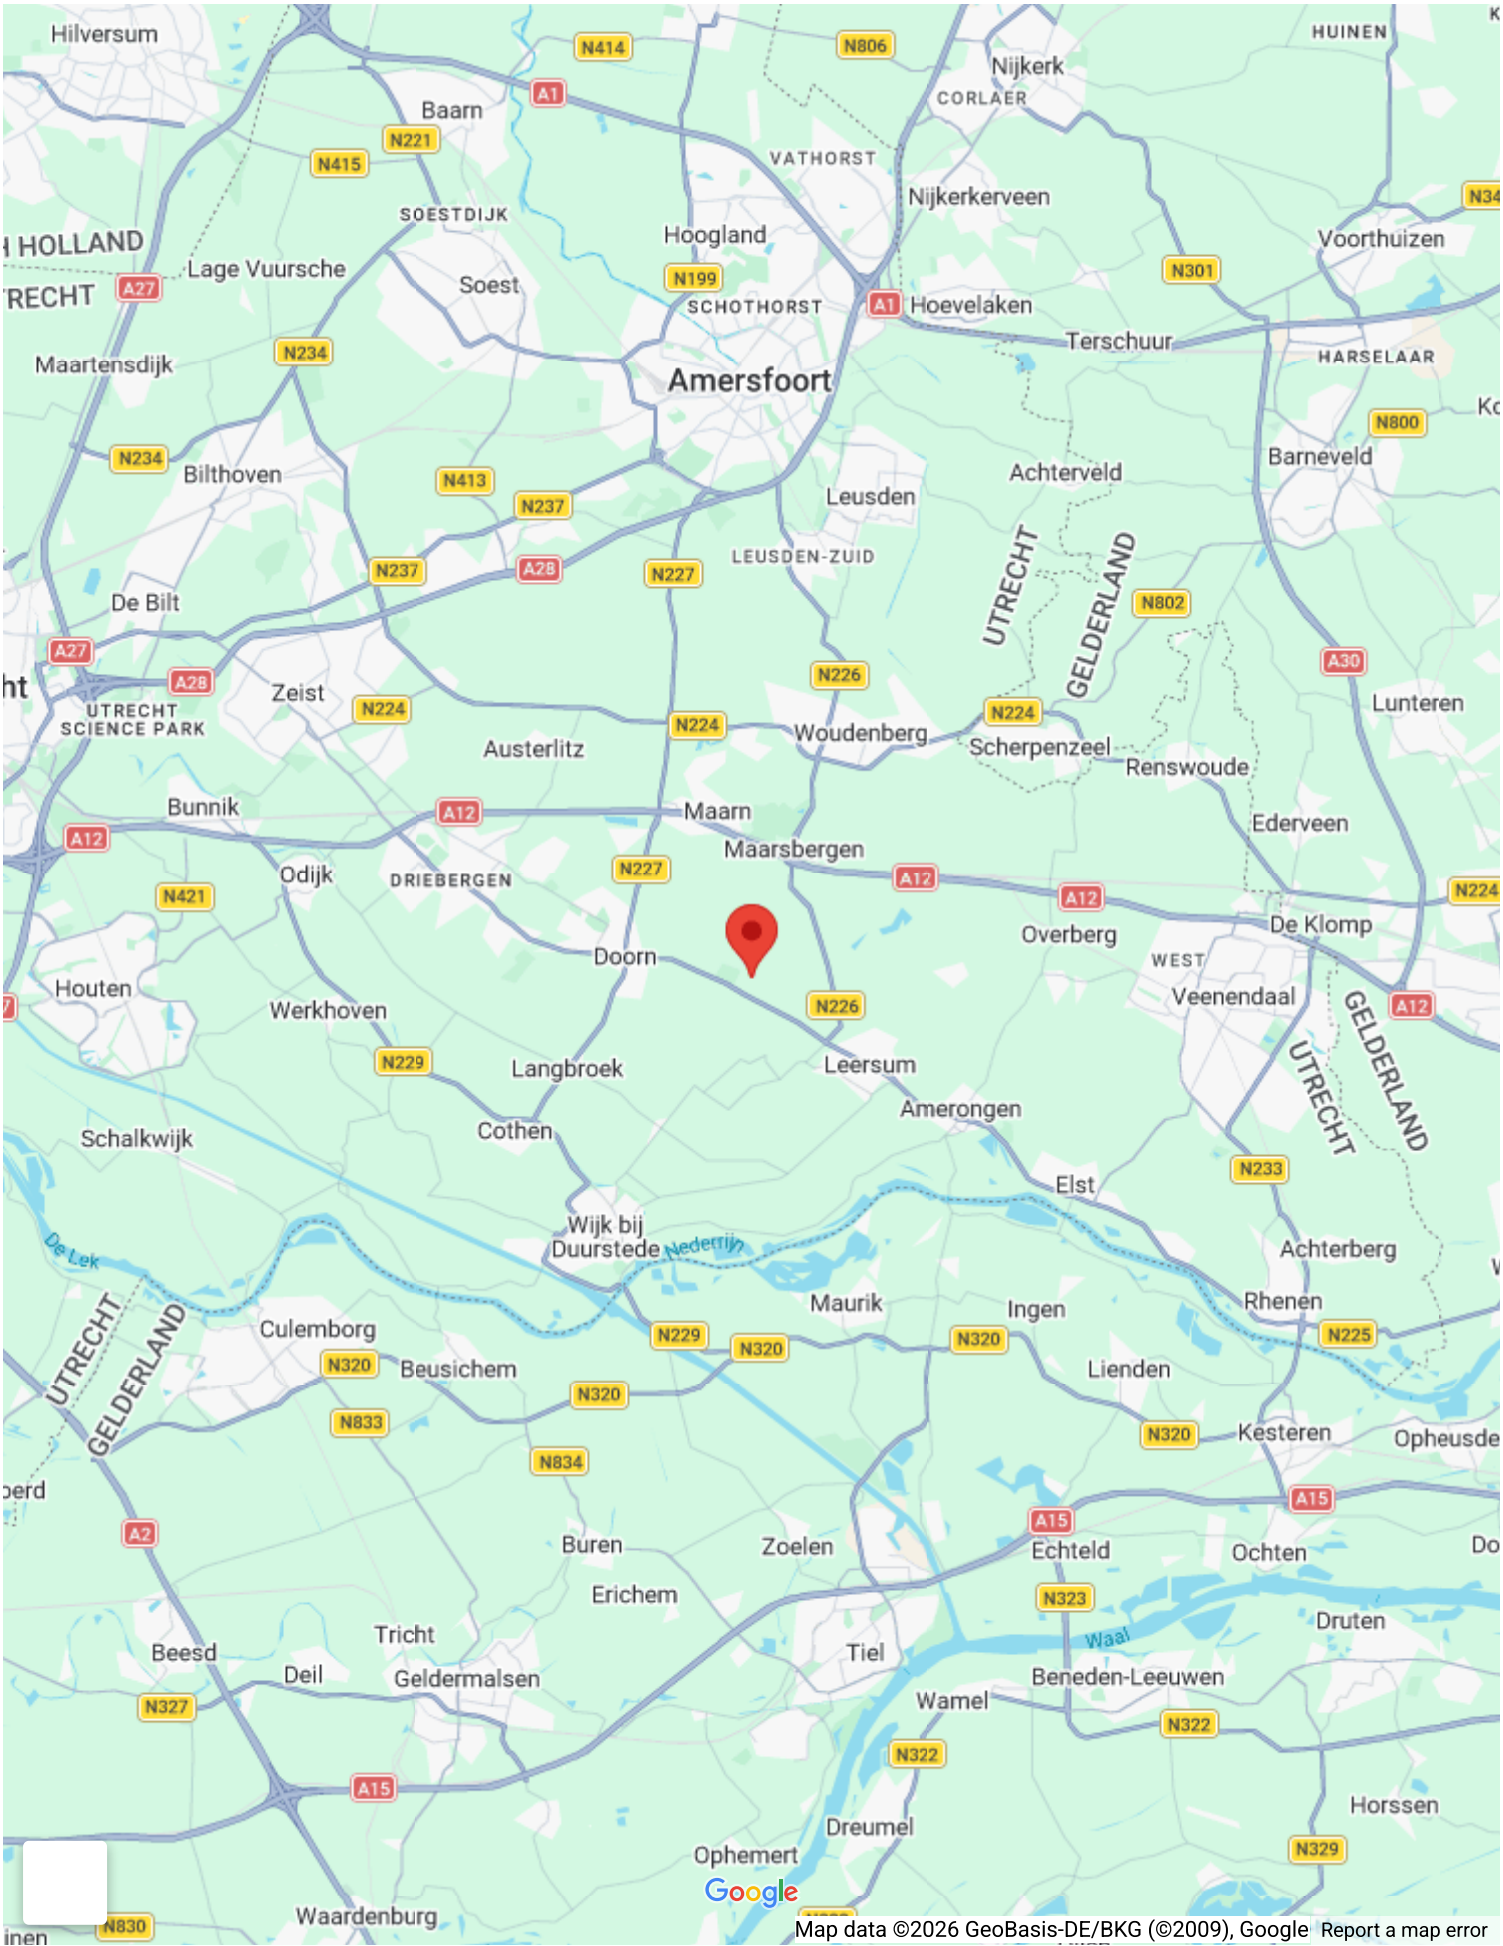 Hilversum
N414
N806
HUINEN
Nijkerk
CORLAER
A1
Baarn
N221
N415
VATHORST
SOESTDIJK
Nijkerkerveen
N34
H HOLLAND
Hoogland
Voorthuizen
Lage Vuursche
N301
TRECHT
A27
Soest
N199
SCHOTHORST
A1
Hoevelaken
Terschuur
N234
Maartensdijk
HARSELAAR
Amersfoort
N800
N234
Bilthoven
N413
Barneveld
Achterveld
Leusden
N237
LEUSDEN-ZUID
N237
A28
N227
UTRECHT
GELDERLAND
De Bilt
N802
A27
A30
N226
A28
ht
Zeist
Lunteren
N224
UTRECHT
SCIENCE PARK
N224
N224
Woudenberg
Scherpenzeel
Austerlitz
Renswoude
Bunnik
A12
Maarn
Ederveen
A12
Maarsbergen
N227
Odijk
DRIEBERGEN
A12
N224
N421
A12
De Klomp
Overberg
Doorn
WEST
Houten
Veenendaal
Werkhoven
7
N226
A12
GELDERLAND
UTRECHT
N229
Langbroek
Leersum
Amerongen
Cothen
Schalkwijk
N233
Elst
Wijk bij
Duurstede
Nederrijn
De Lek
Achterberg
Maurik
Ingen
Rhenen
UTRECHT
GELDERLAND
Culemborg
N229
N320
N320
N225
N320
Beusichem
Lienden
N320
N833
N320
Kesteren
Opheusde
N834
oerd
A15
A15
A2
Buren
Zoelen
Echteld
Ochten
Do
Erichem
N323
Druten
Tricht
Waal
Beesd
Tiel
Deil
Geldermalsen
Beneden-Leeuwen
Wamel
N327
N322
N322
A15
Horssen
Dreumel
N329
Ophemert
Google
Waardenburg
N830
inen
Map data ©2026 GeoBasis-DE/BKG (©2009), Google
Report a map error